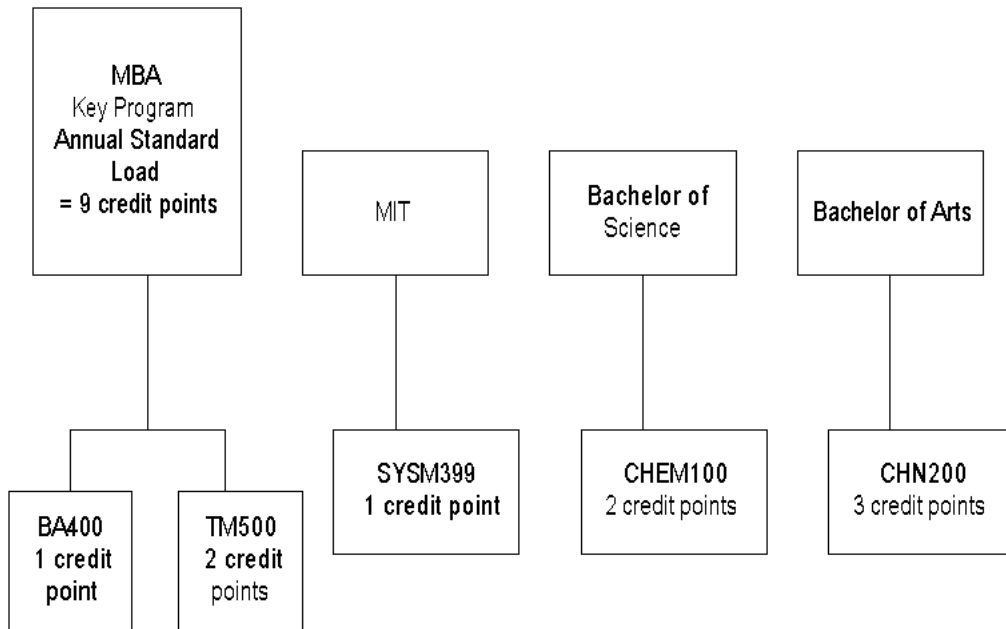 MBA
Key Program
Annual Standard
Load
= 9 credit points
MIT
Bachelor of
Science
Bachelor of Arts
BA400
1 credit
point
TM500
2 credit
points
SYSM399
1 credit point
CHEM100
2 credit points
CHN200
3 credit points